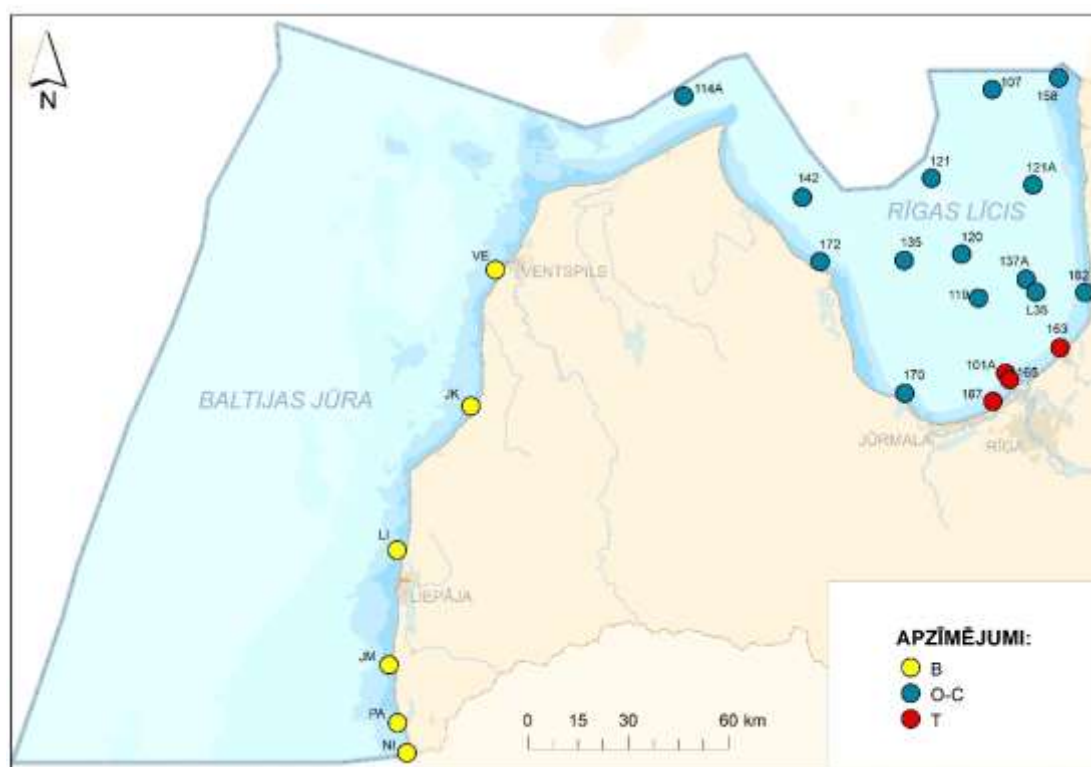 N
114A
107
158
121
121A
142
RĪGAS LĪCIS
172
135
120
137A
VE
VENTSPILS
119
L35
162
163
101A
165
BALTIJAS JŪRA
JK
170
167
JŪRMALA
RĪGA
LI
LIEPĀJA
APZĪMĒJUMI:
B
JM
O-C
PA
T
0 15 30 60 km
NI